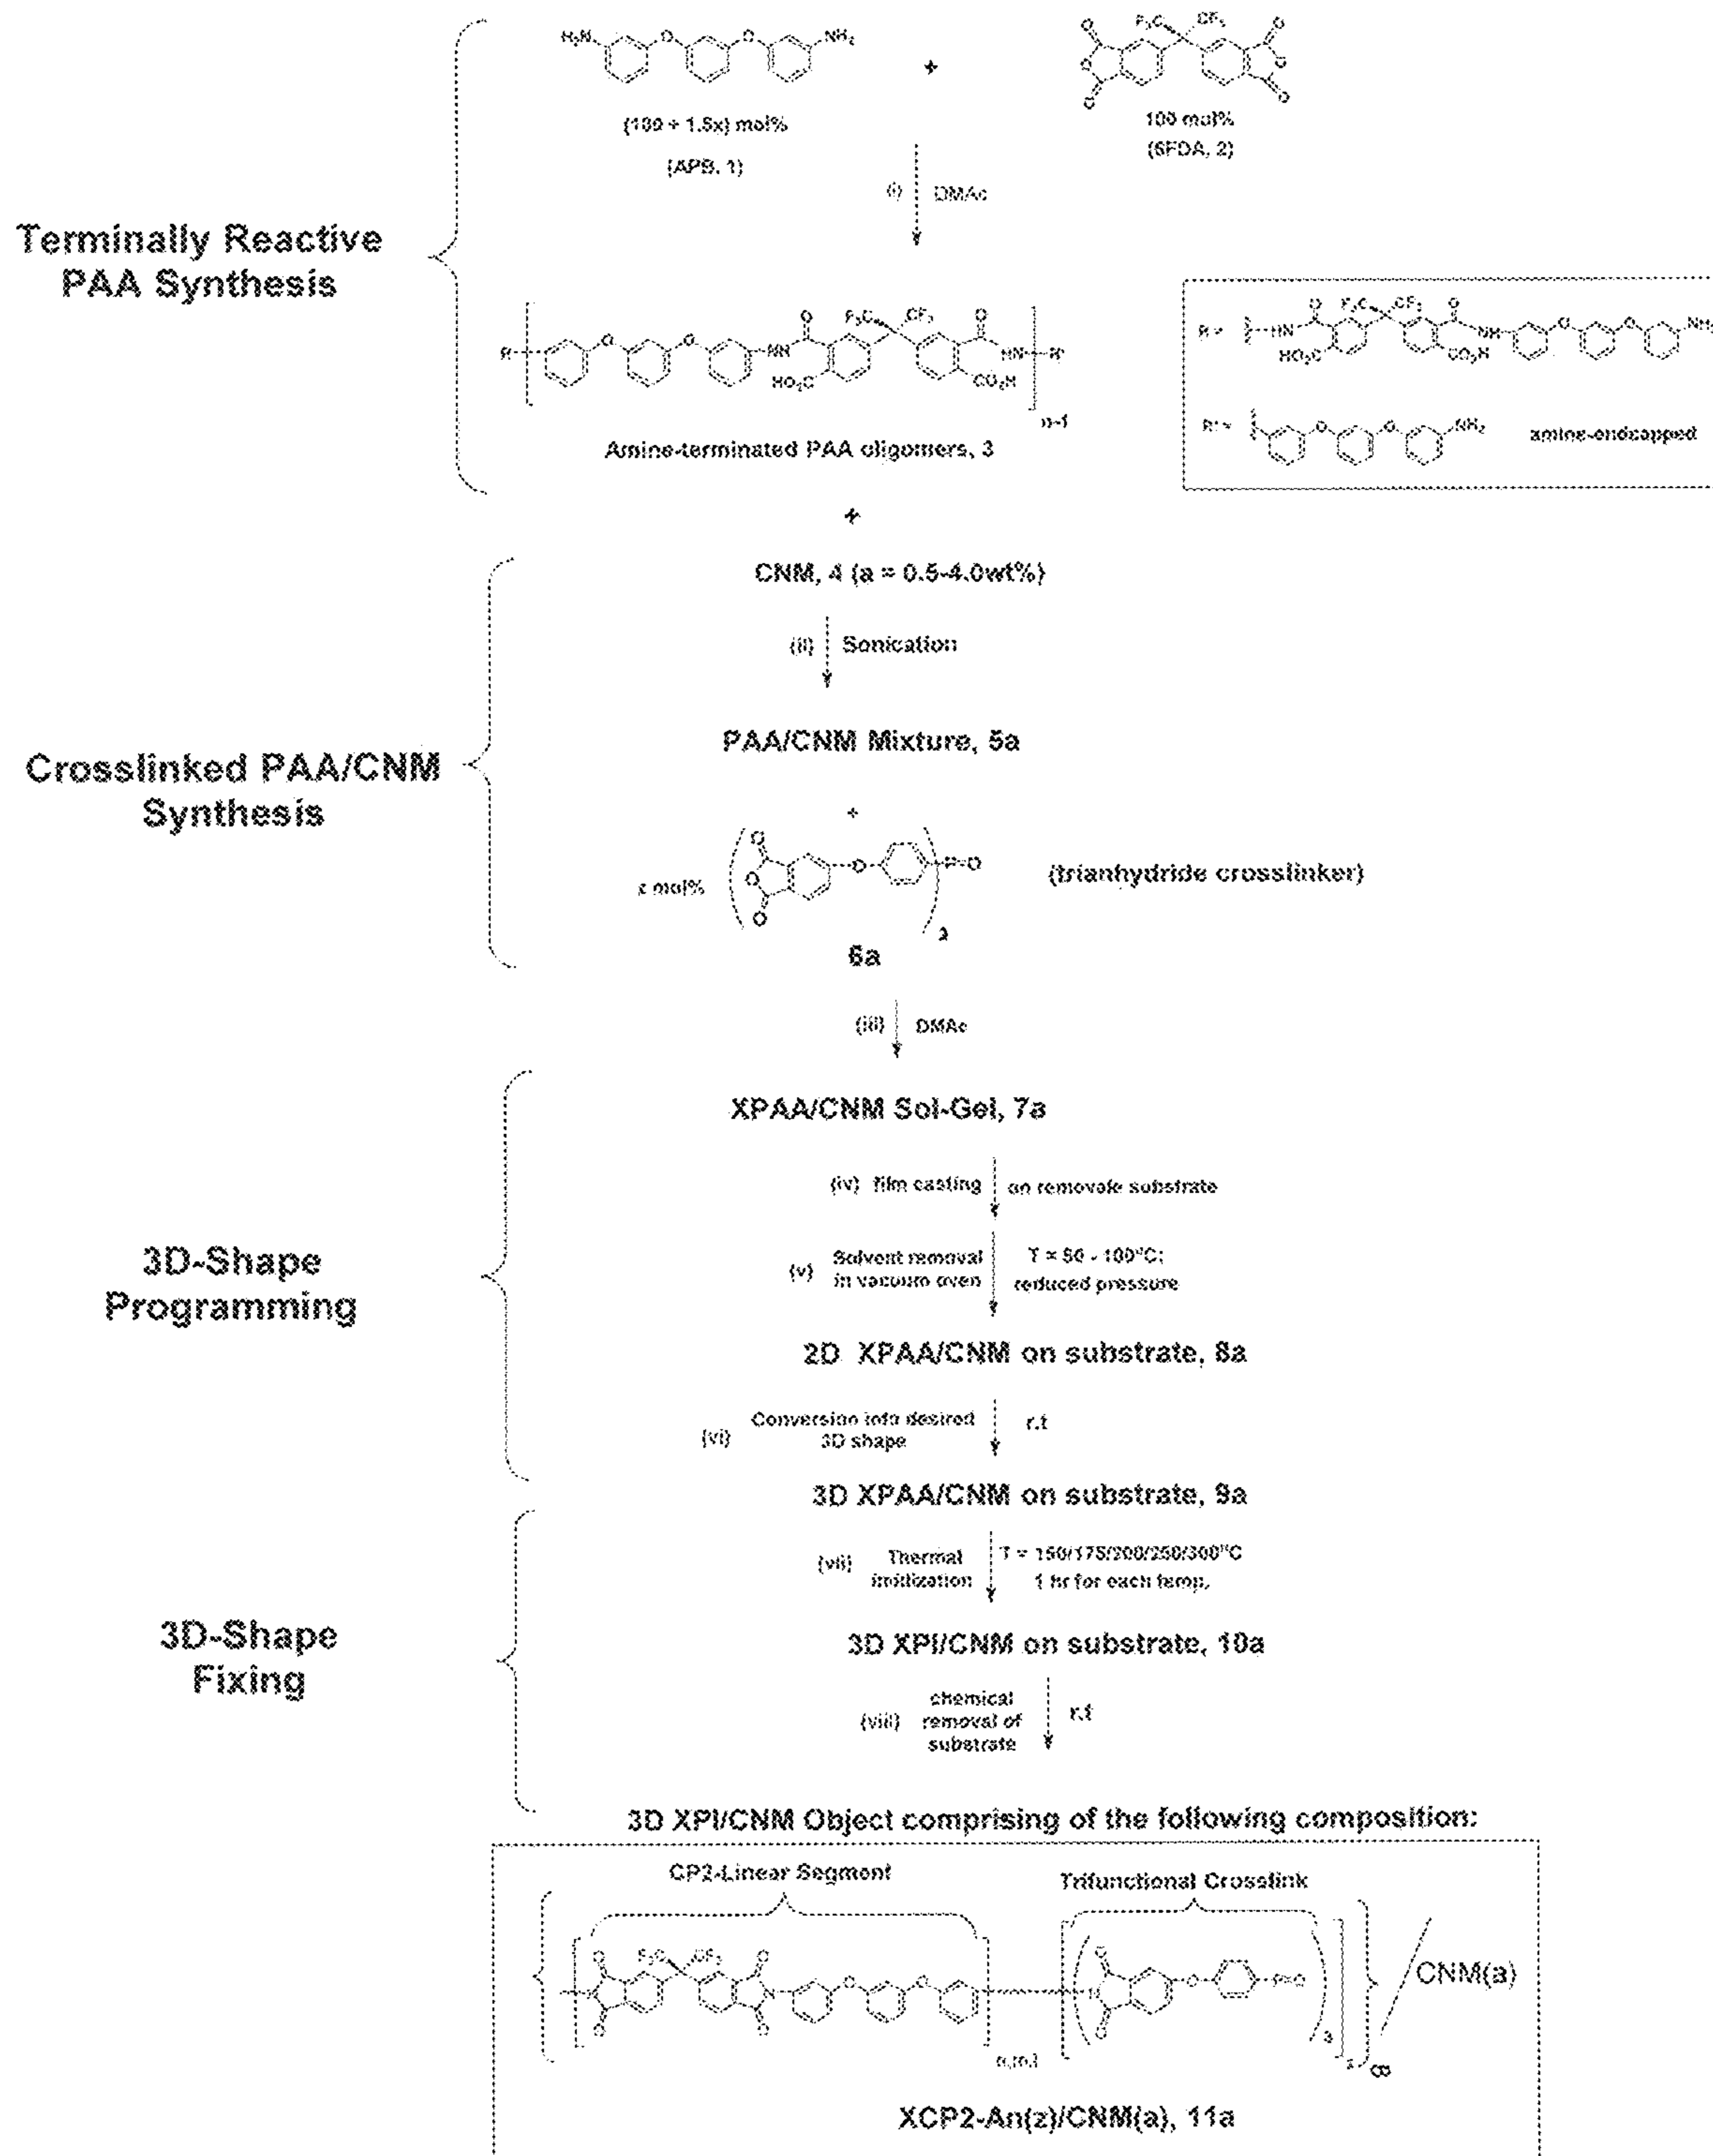 (APB, 1)
100 mol%
(6FDA, 2)
(i) DMAc
Terminally Reactive
PAA Synthesis
Amine-terminated PAA oligomers, 3
n-1
amine-endcapped
+
CNM, 4 (a = 0.5-4.0wt%)
(ii) Sonication
Crosslinked PAA/CNM
Synthesis
PAA/CNM Mixture, 5a
+
(trianhydride crosslinker)
6a
(iii) DMAc
3D-Shape
Programming
XPAA/CNM Sol-Gel, 7a
(iv) film casting on removale substrate
(v) Solvent removal
in vacuum oven
reduced pressure
2D XPAA/CNM on substrate, 8a
(vi) Conversion into desired
3D shape
r.t
3D XPAA/CNM on substrate, 9a
3D-Shape
Fixing
(vii) Thermal
T = 150/175/200/250/300°C
1 hr for each temp.
3D XPI/CNM on substrate, 10a
(viii) chemical
removal of
substrate
r.t
3D XPI/CNM Object comprising of the following composition:
CP2-Linear Segment
Trifunctional Crosslink
CNM(a)
XCP2-An(z)/CNM(a), 11a